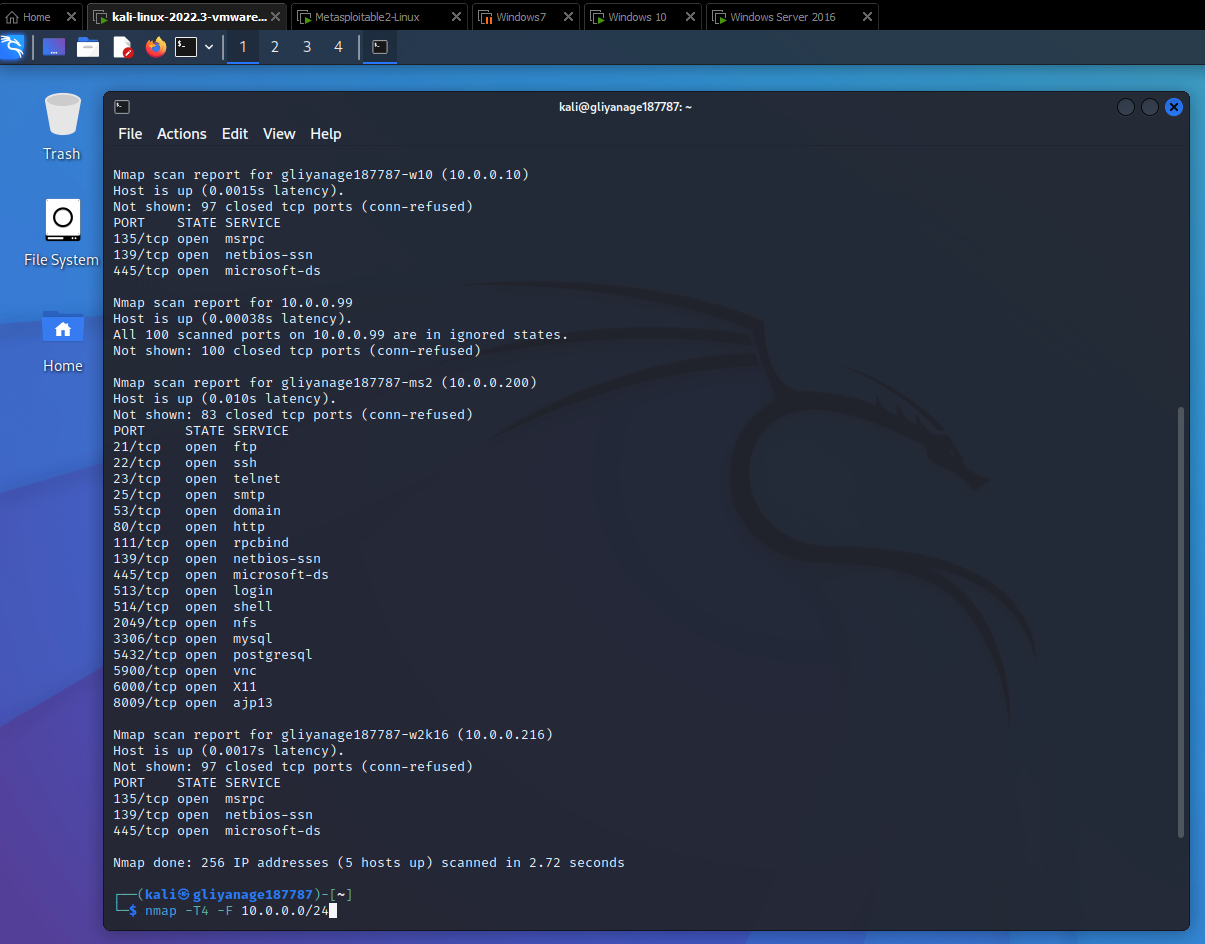 Home
kali-linux-2022.3-vmware...
Metasploitable2-Linux
Windows7
Windows 10
Windows Server 2016
1 2 3 4
Trash
File System
Home
kali@gliyanage187787: ~
File Actions Edit View Help
Nmap scan report for gliyanage187787-w10 (10.0.0.10)
Host is up (0.0015s latency).
Not shown: 97 closed tcp ports (conn-refused)
PORT    STATE SERVICE
135/tcp open  msrpc
139/tcp open  netbios-ssn
445/tcp open  microsoft-ds
Nmap scan report for 10.0.0.99
Host is up (0.00038s latency).
All 100 scanned ports on 10.0.0.99 are in ignored states.
Not shown: 100 closed tcp ports (conn-refused)
Nmap scan report for gliyanage187787-ms2 (10.0.0.200)
Host is up (0.010s latency).
Not shown: 83 closed tcp ports (conn-refused)
PORT     STATE SERVICE
21/tcp   open  ftp
22/tcp   open  ssh
23/tcp   open  telnet
25/tcp   open  smtp
53/tcp   open  domain
80/tcp   open  http
111/tcp  open  rpcbind
139/tcp  open  netbios-ssn
445/tcp  open  microsoft-ds
513/tcp  open  login
514/tcp  open  shell
2049/tcp open  nfs
3306/tcp open  mysql
5432/tcp open  postgresql
5900/tcp open  vnc
6000/tcp open  X11
8009/tcp open  ajp13
Nmap scan report for gliyanage187787-w2k16 (10.0.0.216)
Host is up (0.0017s latency).
Not shown: 97 closed tcp ports (conn-refused)
PORT    STATE SERVICE
135/tcp open  msrpc
139/tcp open  netbios-ssn
445/tcp open  microsoft-ds
Nmap done: 256 IP addresses (5 hosts up) scanned in 2.72 seconds
┌──(kali㉿gliyanage187787)-[~]
└─$ nmap -T4 -F 10.0.0.0/24